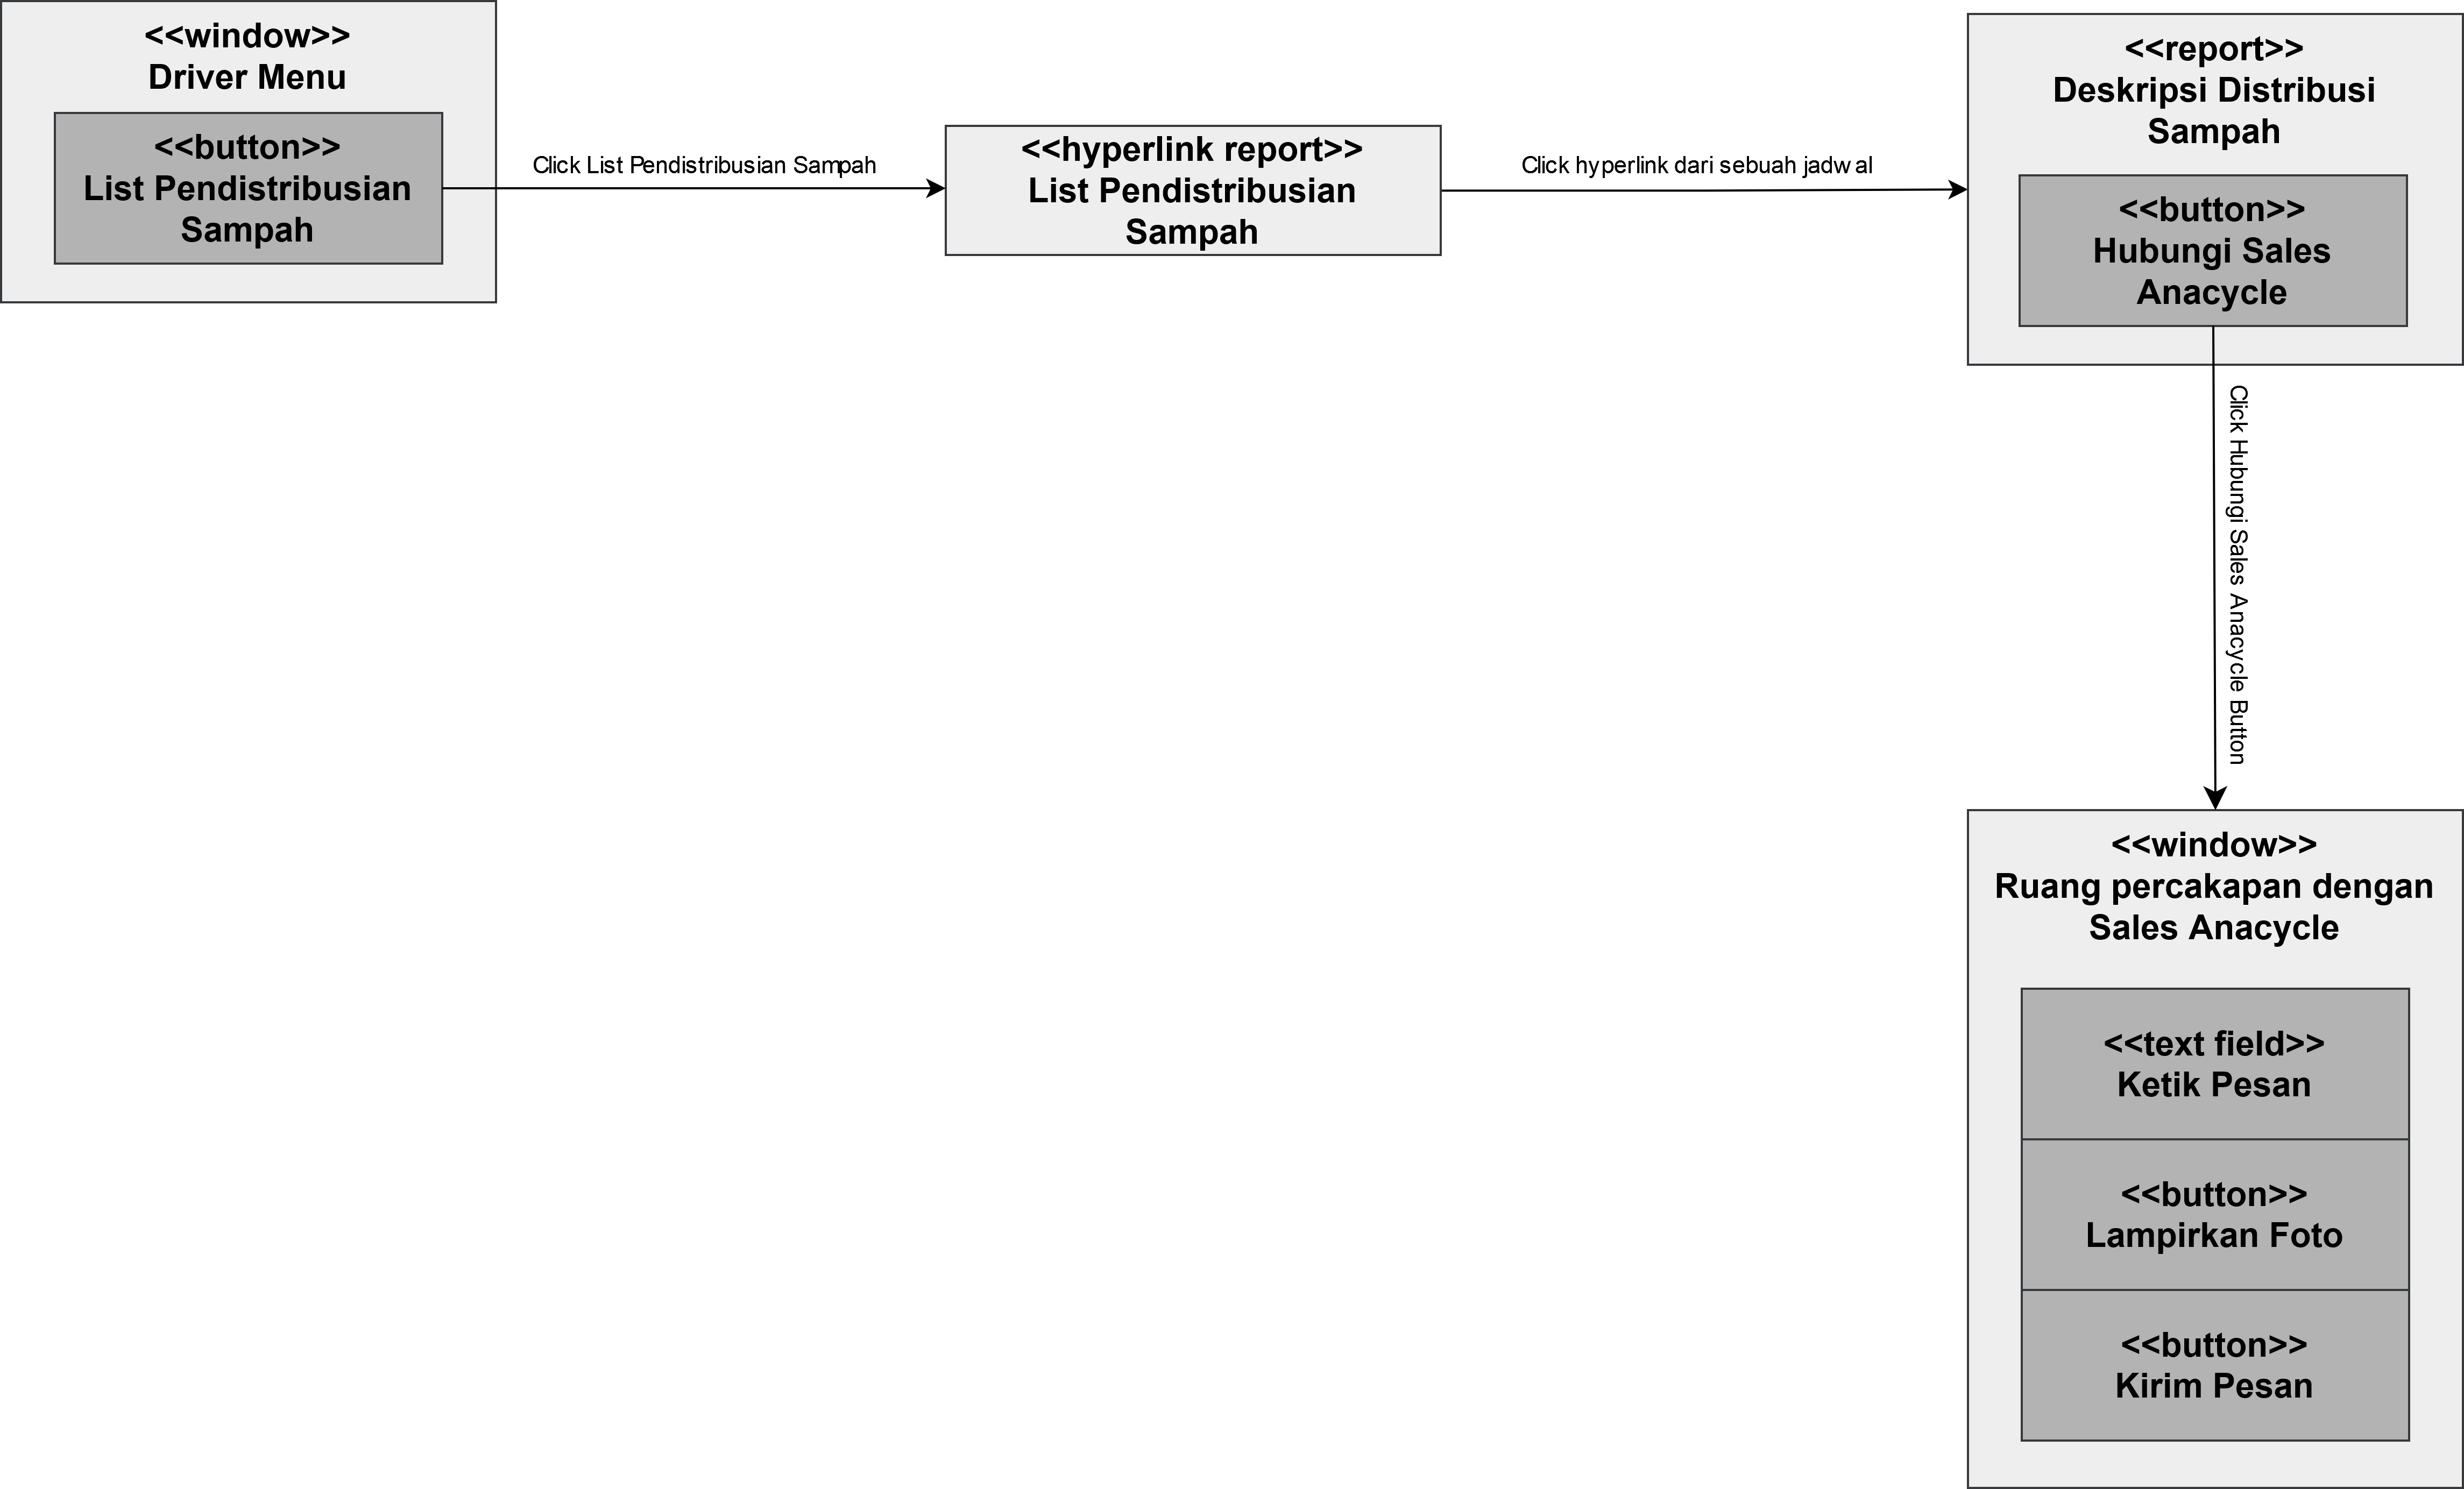 <<window>>
Driver Menu
<<button>>
List Pendistribusian
Sampah
Click List Pendistribusian Sampah
<<hyperlink report>>
List Pendistribusian
Sampah
Click hyperlink dari sebuah jadwal
<<report>>
Deskripsi Distribusi
Sampah
<<button>>
Hubungi Sales
Anacycle
Click Hubungi Sales Anacycle Button
<<window>>
Ruang percakapan dengan
Sales Anacycle
<<text field>>
Ketik Pesan
<<button>>
Lampirkan Foto
<<button>>
Kirim Pesan